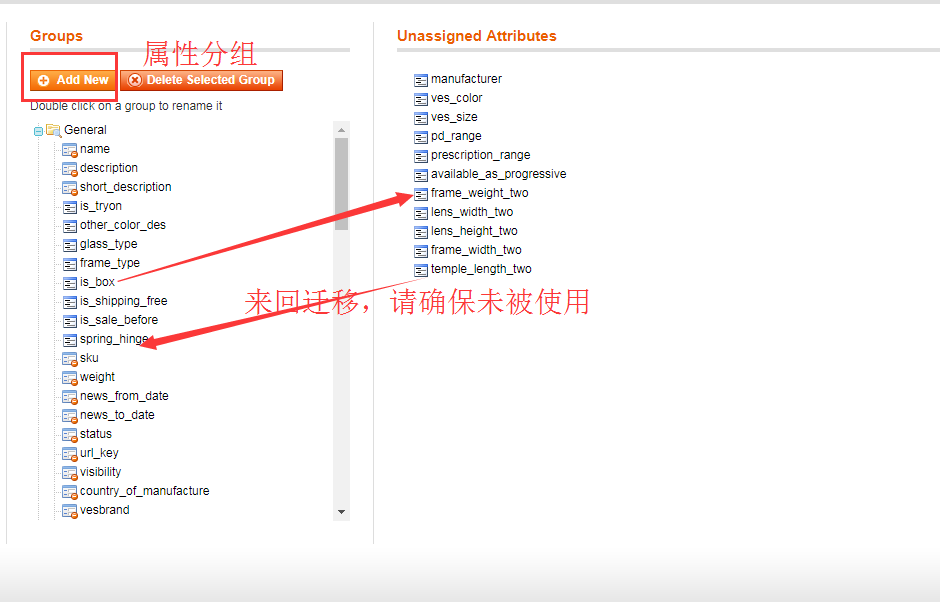 Groups
属性分组
Add New
Delete Selected Group
Double click on a group to rename it
General
name
description
short_description
is_tryon
other_color_des
glass_type
frame_type
is_box
is_shipping_free
is_sale_before
spring_hinge
sku
weight
news_from_date
news_to_date
status
url_key
visibility
country_of_manufacture
vesbrand
Unassigned Attributes
manufacturer
ves_color
ves_size
pd_range
prescription_range
available_as_progressive
frame_weight_two
lens_width_two
lens_height_two
frame_width_two
temple_length_two
来回迁移，请确保未被使用